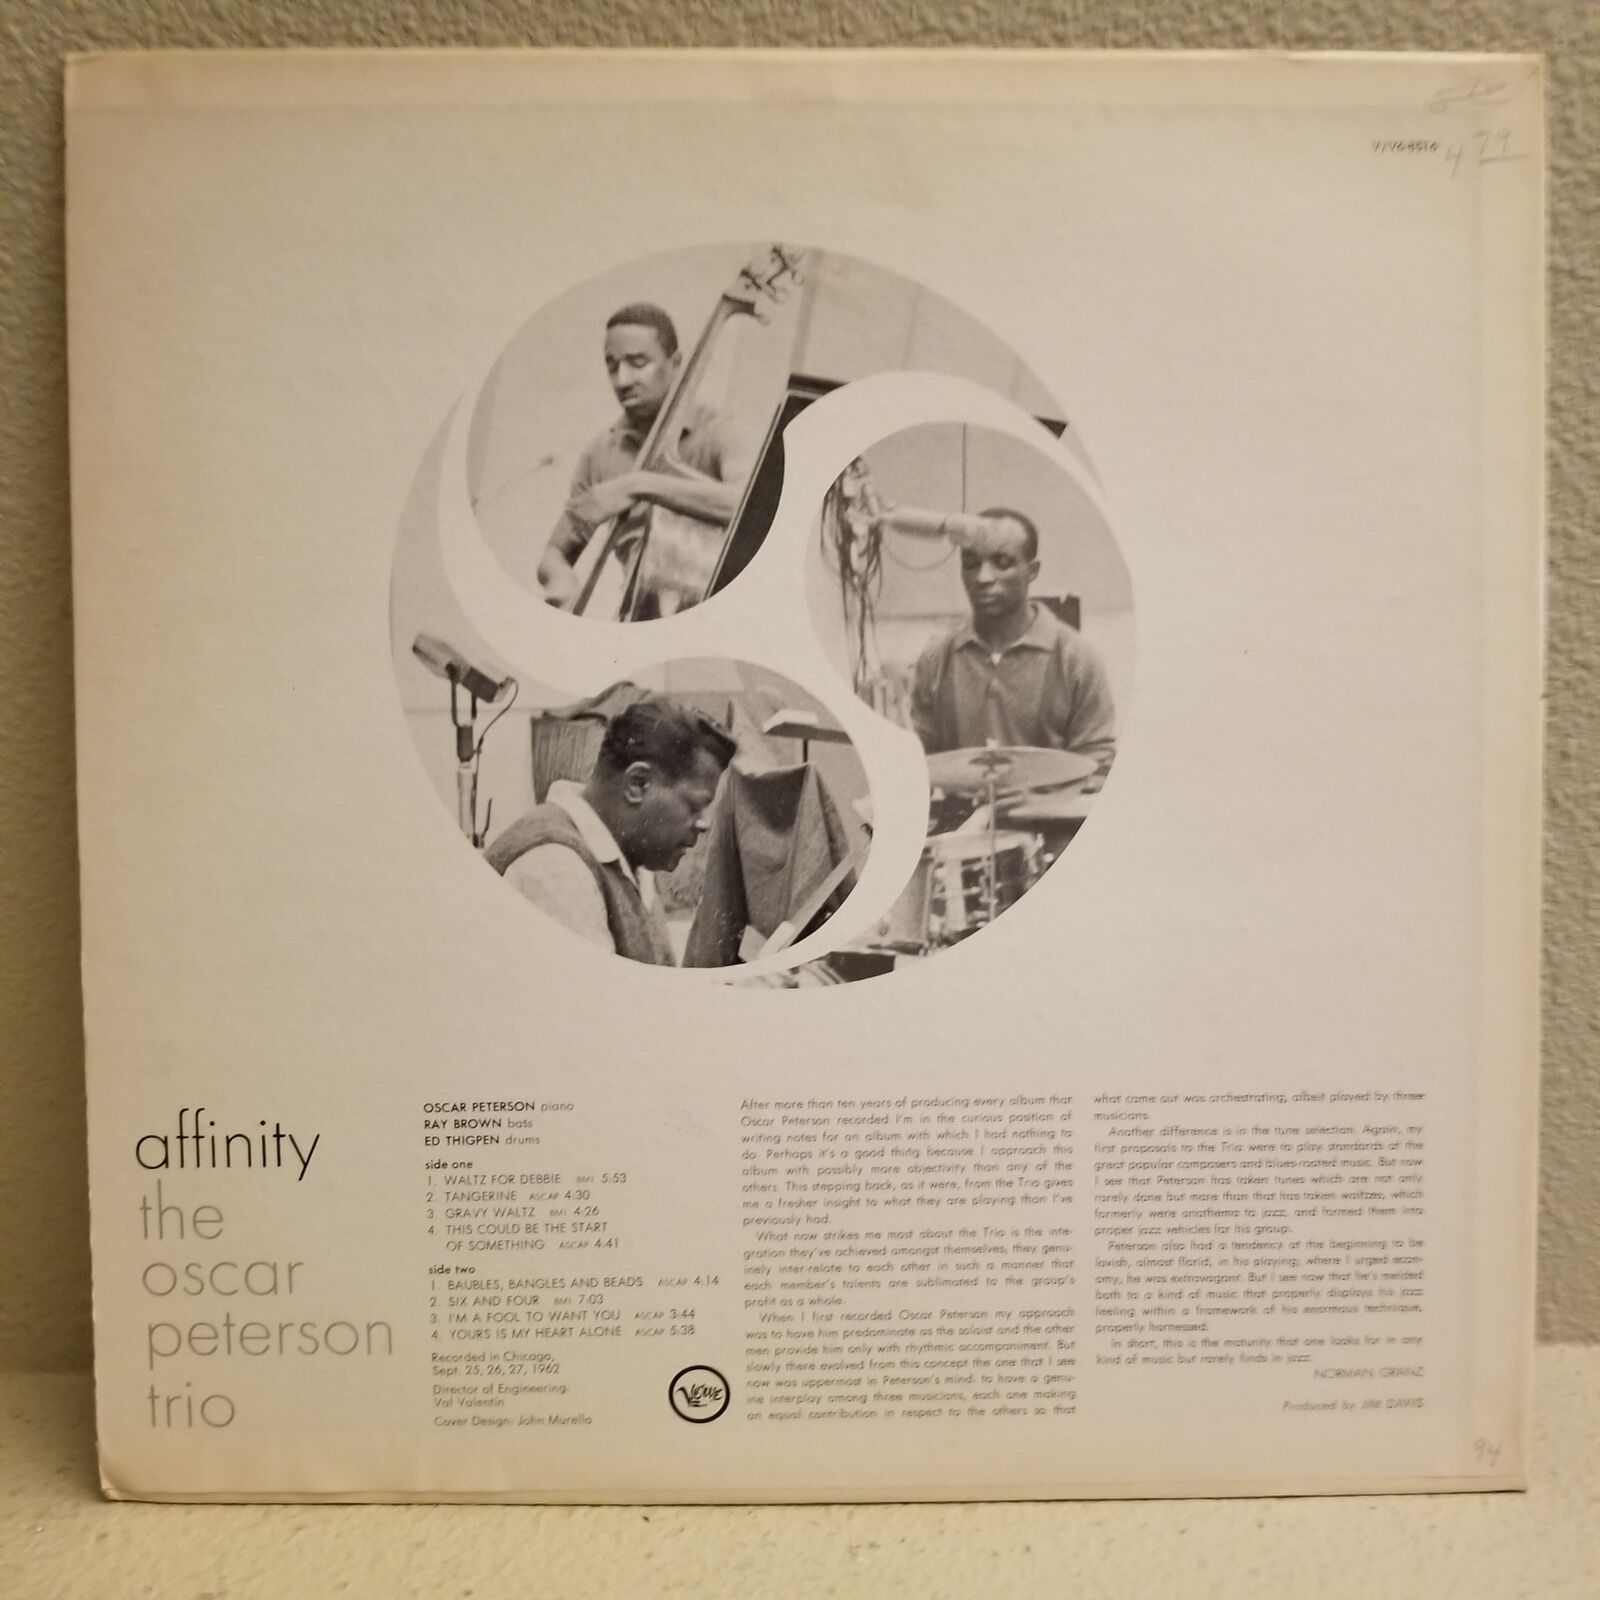 V/V6-8516
4 79
affinity
the
oscar
peterson
trio
OSCAR PETERSON piano
RAY BROWN bass
ED THIGPEN drums
side one
1. WALTZ FOR DEBBIE BMI 5:53
2. TANGERINE ASCAP 4:30
3. GRAVY WALTZ BMI 4:26
4. THIS COULD BE THE START
OF SOMETHING ASCAP 4:41
side two
1. BAUBLES, BANGLES AND BEADS ASCAP 4:14
2. SIX AND FOUR BMI 7:03
3. I'M A FOOL TO WANT YOU ASCAP 3:44
4. YOURS IS MY HEART ALONE ASCAP 5:38
Recorded in Chicago,
Sept. 25, 26, 27, 1962
Director of Engineering:
Val Valentin
Cover Design: John Murello
VERVE
After more than ten years of producing every album that
Oscar Peterson recorded I'm in the curious position of
writing notes for an album with which I had nothing to
do. Perhaps it's a good thing because I approach this
album with possibly more objectivity than any of the
others. This stepping back, as it were, from the Trio gives
me a fresher insight to what they are playing than I've
previously had.
What now strikes me most about the Trio is the inte-
gration they've achieved amongst themselves; they genu-
inely inter-relate to each other in such a manner that
each member's talents are sublimated to the group's
profit as a whole.
When I first recorded Oscar Peterson my approach
was to have him predominate as the soloist and the other
men provide him only with rhythmic accompaniment. But
slowly there evolved from this concept the one that I see
now was uppermost in Peterson's mind: to have a genu-
ine interplay among three musicians, each one making
an equal contribution in respect to the others so that
what came out was orchestrating, albeit played by three
musicians.
Another difference is in the tune selection. Again, my
first proposals to the Trio were to play standards of the
great popular composers and blues-rooted music. But now
I see that Peterson has taken tunes which are not only
rarely done but more than that has taken waltzes, which
formerly were anathema to jazz, and formed them into
proper jazz vehicles for his group.
Peterson also had a tendency at the beginning to be
lavish, almost florid, in his playing; where I urged econ-
omy, he was extravagant. But I see now that he's melded
both to a kind of music that properly displays his jazz
feeling within a framework of his enormous technique,
properly harnessed.
In short, this is the maturity that one looks for in any
kind of music but rarely finds in jazz.
NORMAN GRANZ
Produced by JIM DAVIS
94